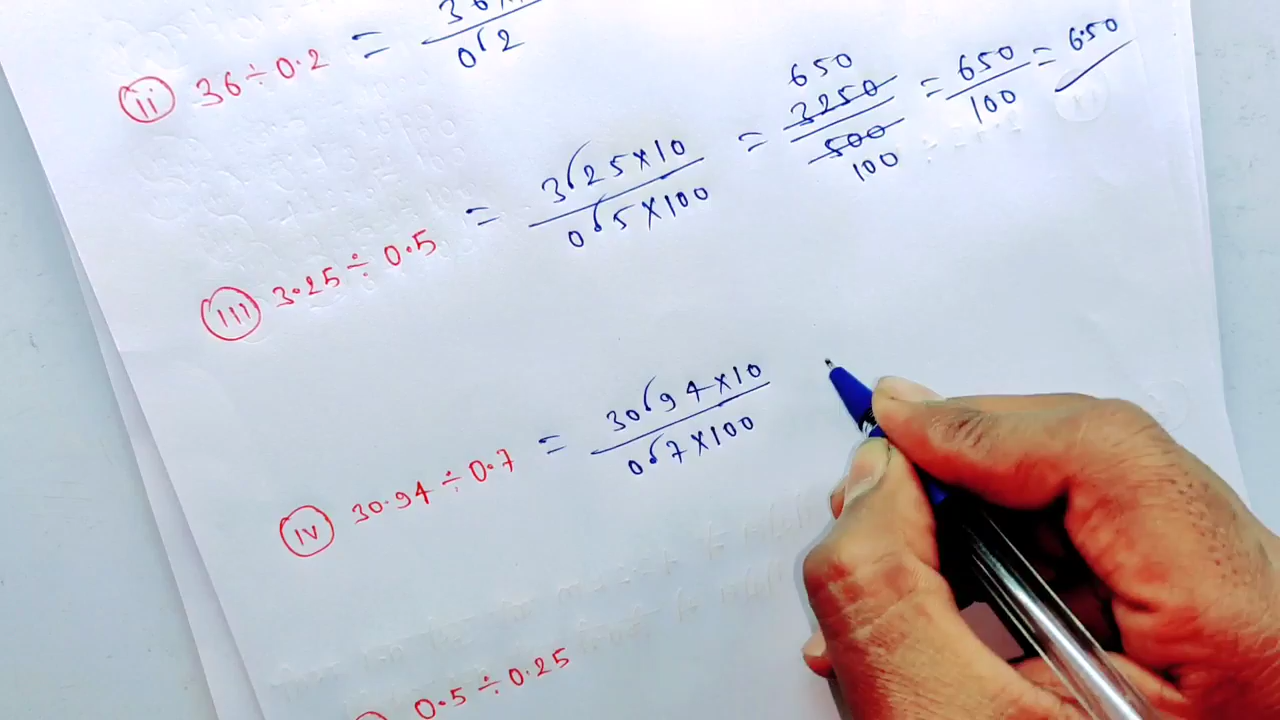 (ii) 36 ÷ 0.2 = 36 / 0.2
(iii) 3.25 ÷ 0.5 = 3.25 × 10 / 0.5 × 100 = 650 3250 / 500 100 = 650 / 100 = 6.50
(iv) 30.94 ÷ 0.7 = 30.94 × 10 / 0.7 × 100
0.5 ÷ 0.25